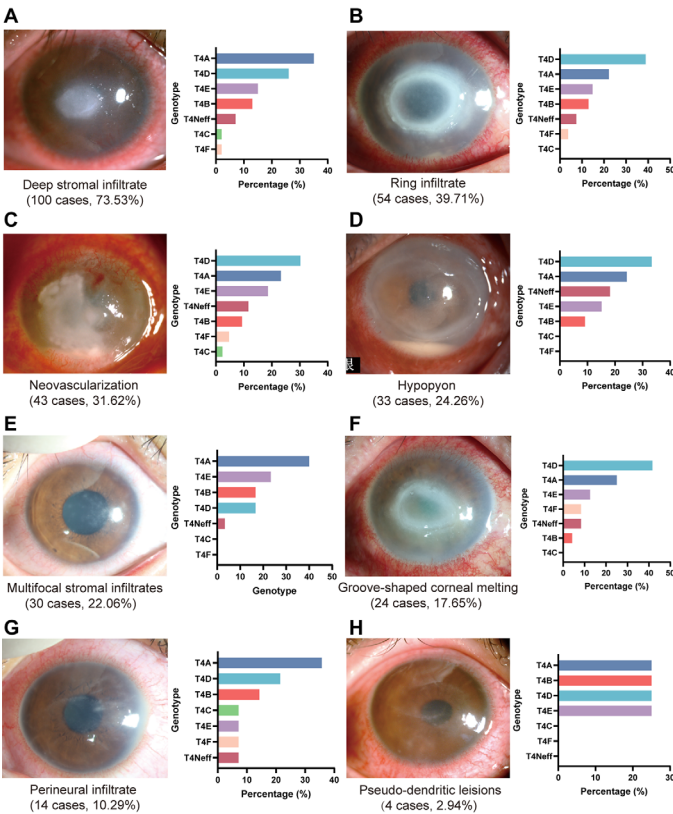 A
T4A
T4D
T4E
T4B
T4Neff
T4C
T4F
Genotype
0 10 20 30 40
Percentage (%)
Deep stromal infiltrate
(100 cases, 73.53%)
B
T4D
T4A
T4E
T4B
T4Neff
T4F
T4C
Genotype
0 10 20 30 40
Percentage (%)
Ring infiltrate
(54 cases, 39.71%)
C
T4D
T4A
T4E
T4Neff
T4B
T4F
T4C
Genotype
0 10 20 30 40
Percentage (%)
Neovascularization
(43 cases, 31.62%)
D
T4D
T4A
T4Neff
T4E
T4B
T4C
T4F
Genotype
0 10 20 30 40
Percentage (%)
Hypopyon
(33 cases, 24.26%)
E
T4A
T4E
T4B
T4D
T4Neff
T4C
T4F
Genotype
0 10 20 30 40 50
Genotype
Multifocal stromal infiltrates
(30 cases, 22.06%)
F
T4D
T4A
T4E
T4F
T4Neff
T4B
T4C
Genotype
0 10 20 30 40 50
Percentage (%)
Groove-shaped corneal melting
(24 cases, 17.65%)
G
T4A
T4D
T4B
T4C
T4E
T4F
T4Neff
Genotype
0 10 20 30 40
Percentage (%)
Perineural infiltrate
(14 cases, 10.29%)
H
T4A
T4B
T4D
T4E
T4C
T4F
T4Neff
Genotype
0 10 20 30
Percentage (%)
Pseudo-dendritic leisions
(4 cases, 2.94%)